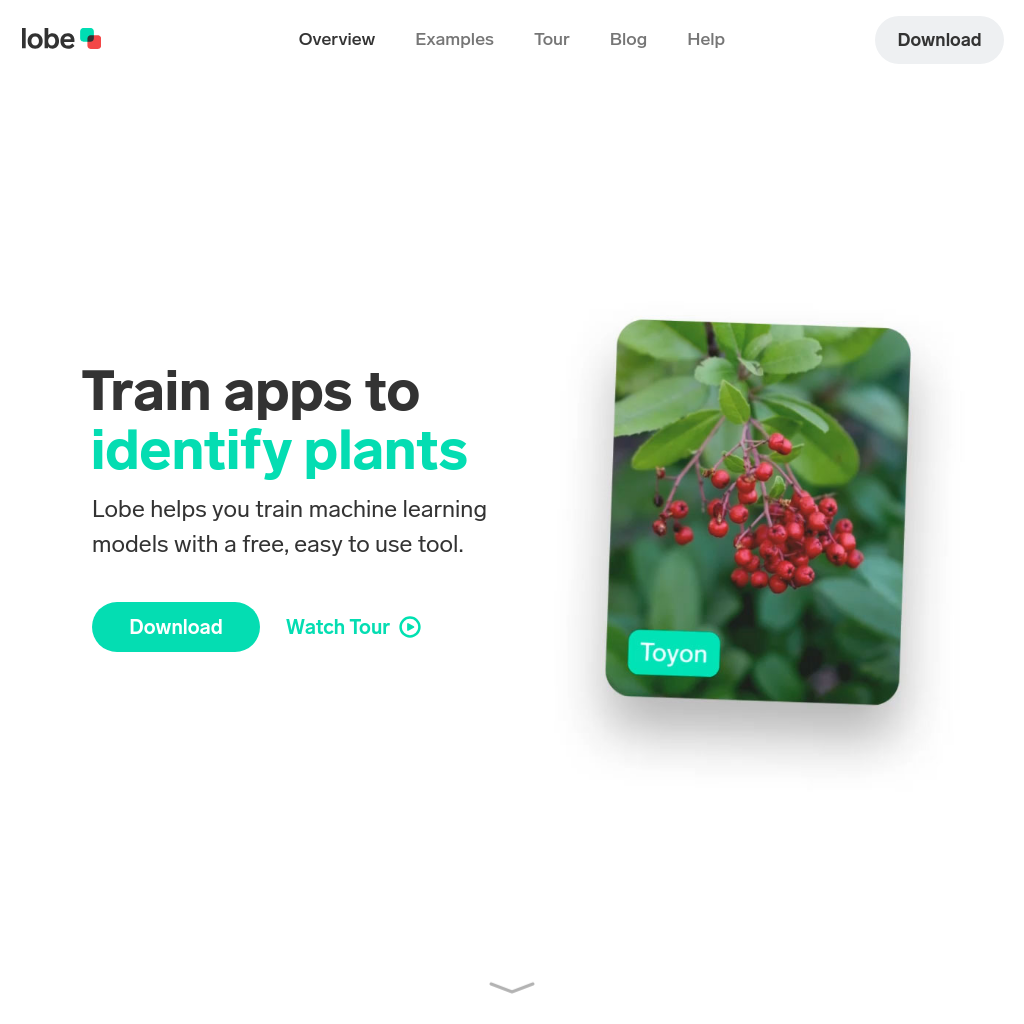 lobe
Overview
Examples
Tour
Blog
Help
Download
Train apps to
identify plants
Lobe helps you train machine learning
models with a free, easy to use tool.
Download
Watch Tour
Toyon